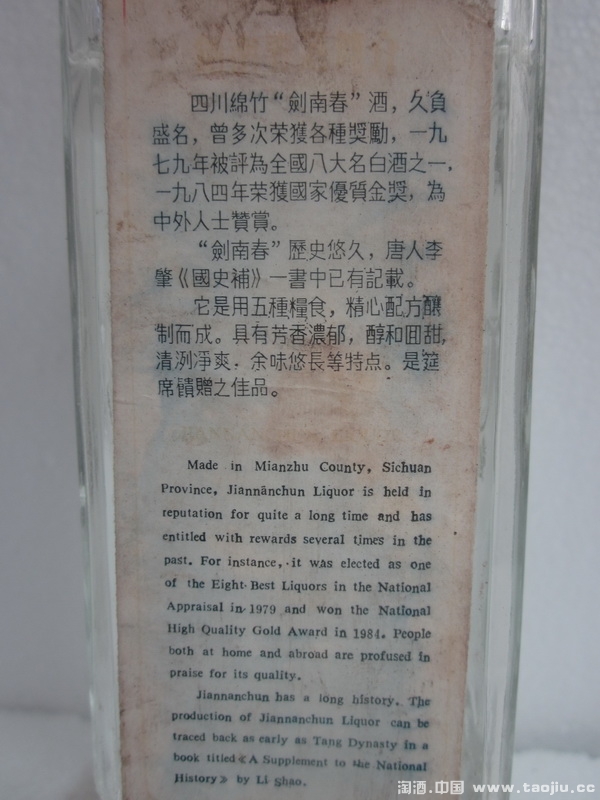 四川綿竹“劍南春”酒，久負
盛名，曾多次荣獲各種獎勵，一九
七九年被評為全國八大名白酒之一，
一九八四年荣獲國家優質金獎，為
中外人士贊賞。
“劍南春”歷史悠久，唐人李
肇《國史補》一書中已有記載。
它是用五種糧食，精心配方釀
制而成。具有芳香濃郁，醇和囬甜，
清洌凈爽．余味悠長等特点。是筵
席饋贈之佳品。
Made in Mianzhu County, Sichuan
Province, Jiannanchun Liquor is held in
reputation for quite a long time and has
entitled with rewards several times in the
past. For instance, it was elected as one
of the Eight Best Liquors in the National
Appraisal in 1979 and won the National
High Quality Gold Award in 1984. People
both at home and abroad are profused in
praise for its quality.
Jiannanchun has a long history. The
production of Jiannanchun Liquor can be
traced back as early as Tang Dynasty in a
book titled《A Supplement to the National
History》by Li Shao.
淘酒.中国 www.taojiu.cc